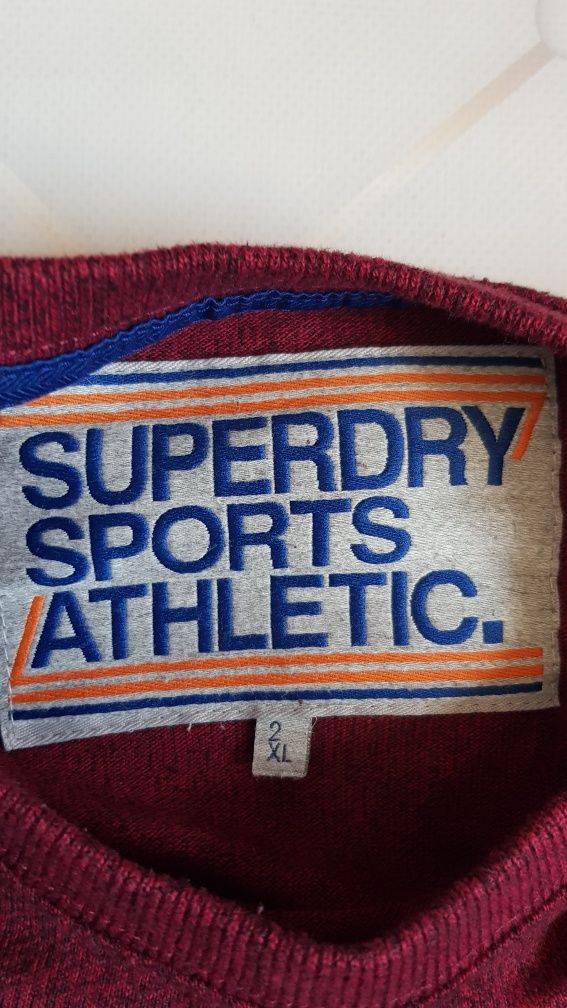 SUPERDRY
SPORTS
ATHLETIC.
2
XL